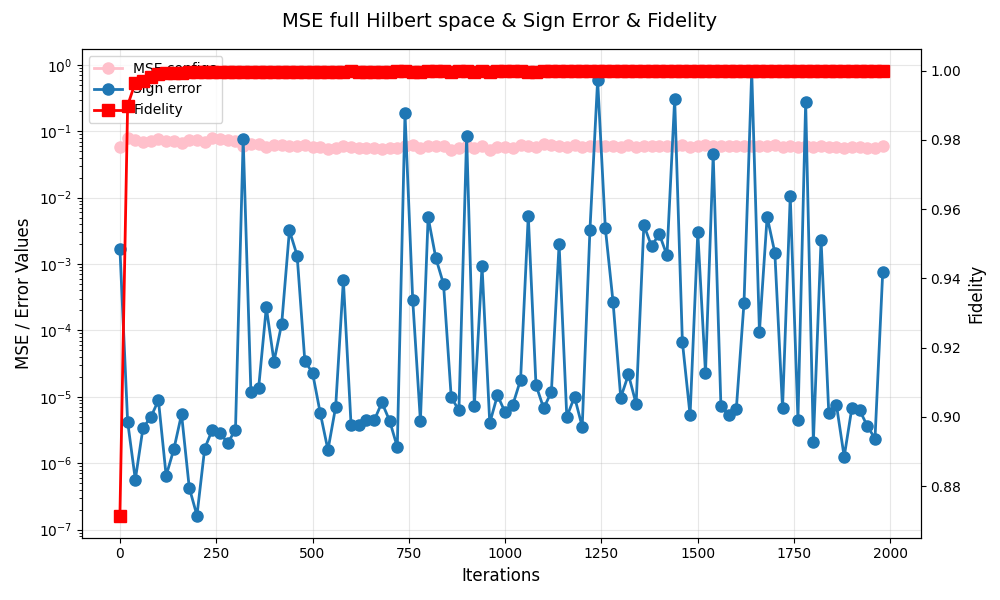 MSE full Hilbert space & Sign Error & Fidelity
MSE configs
Sign error
Fidelity
MSE / Error Values
10⁰
10⁻¹
10⁻²
10⁻³
10⁻⁴
10⁻⁵
10⁻⁶
10⁻⁷
1.00
0.98
0.96
0.94
0.92
0.90
0.88
Fidelity
0 250 500 750 1000 1250 1500 1750 2000
Iterations